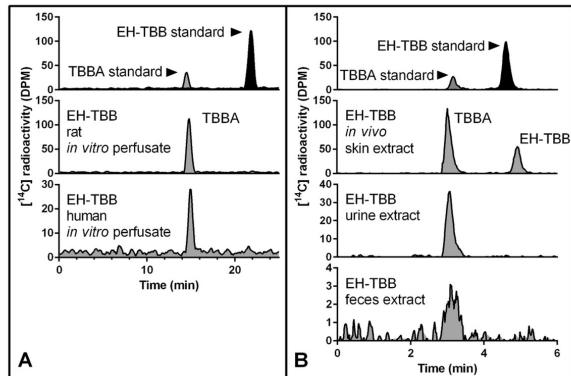 150
100
50
0
EH-TBB standard
TBBA standard
150
100
50
0
EH-TBB
rat
in vitro perfusate
TBBA
30
20
10
0
EH-TBB
human
in vitro perfusate
0 10 20
Time (min)
[¹⁴C] radioactivity (DPM)
A
150
100
50
0
EH-TBB standard
TBBA standard
150
100
50
0
EH-TBB
in vivo
skin extract
TBBA
EH-TBB
40
30
20
10
0
EH-TBB
urine extract
4
3
2
1
0
EH-TBB
feces extract
0 2 4 6
Time (min)
[¹⁴C] radioactivity (DPM)
B